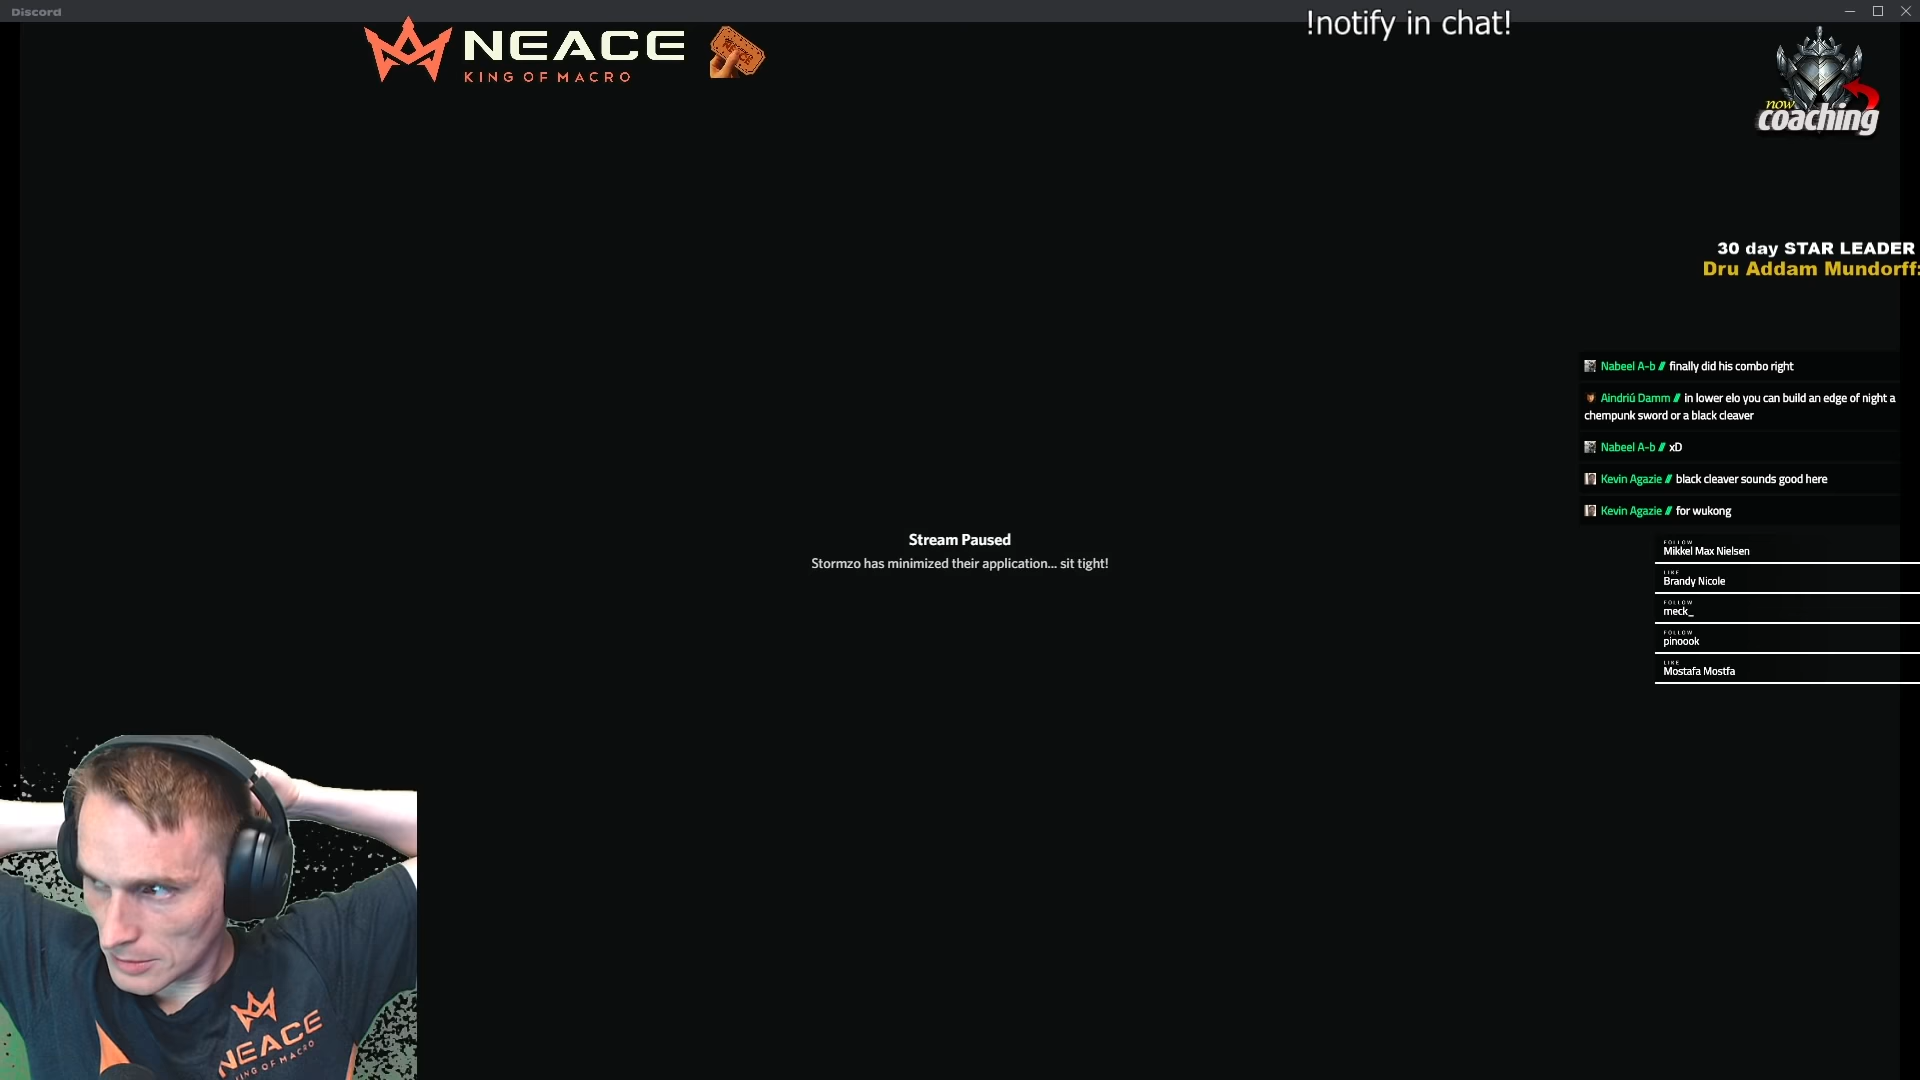 Discord
!notify in chat!
NEACE
KING OF MACRO
now
coaching
30 day STAR LEADER
Dru Addam Mundorff:
Nabeel A-b // finally did his combo right
Aindriú Damm // in lower elo you can build an edge of night a
chempunk sword or a black cleaver
Nabeel A-b // xD
Kevin Agazie // black cleaver sounds good here
Kevin Agazie // for wukong
Stream Paused
Stormzo has minimized their application... sit tight!
FOLLOW
Mikkel Max Nielsen
LIKE
Brandy Nicole
FOLLOW
meck_
FOLLOW
pinoook
LIKE
Mostafa Mostfa
NEACE
KING OF MACRO